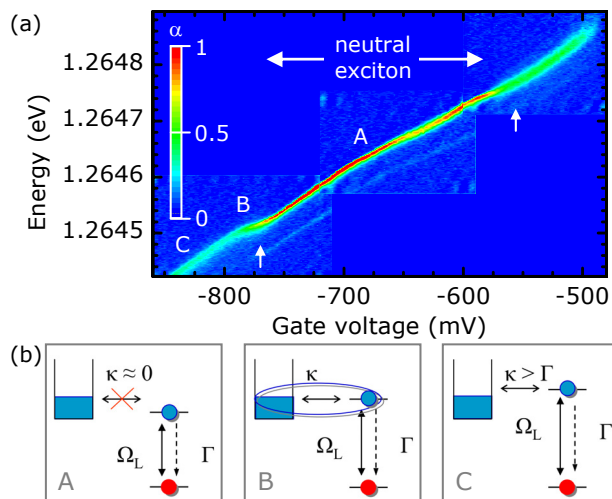 (a)
α
1
0.5
0
neutral
exciton
A
B
C
Energy (eV)
1.2648
1.2647
1.2646
1.2645
-800 -700 -600 -500
Gate voltage (mV)
(b)
κ ≈ 0
Ω_L Γ
A
κ
Ω_L Γ
B
κ > Γ
Ω_L Γ
C